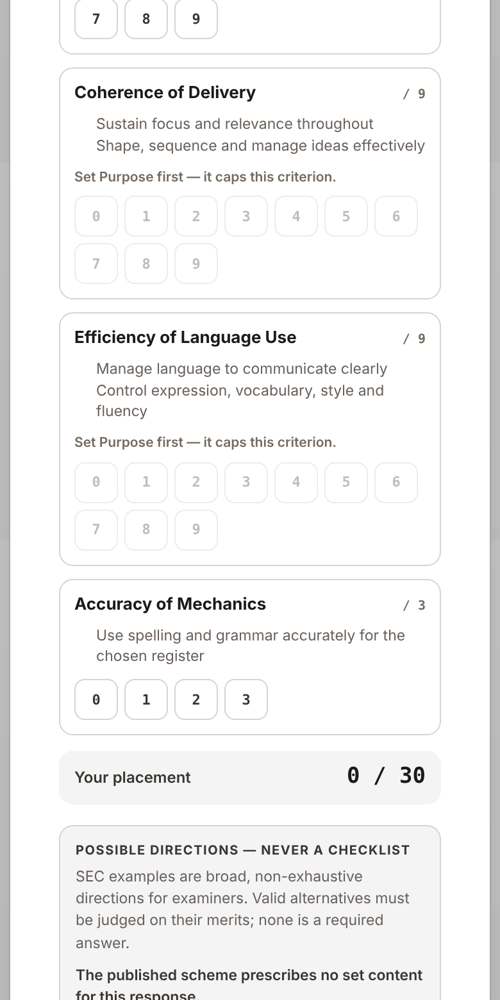 7 8 9
Coherence of Delivery / 9
Sustain focus and relevance throughout
Shape, sequence and manage ideas effectively
Set Purpose first — it caps this criterion.
0 1 2 3 4 5 6
7 8 9
Efficiency of Language Use / 9
Manage language to communicate clearly
Control expression, vocabulary, style and
fluency
Set Purpose first — it caps this criterion.
0 1 2 3 4 5 6
7 8 9
Accuracy of Mechanics / 3
Use spelling and grammar accurately for the
chosen register
0 1 2 3
Your placement 0 / 30
POSSIBLE DIRECTIONS — NEVER A CHECKLIST
SEC examples are broad, non-exhaustive
directions for examiners. Valid alternatives must
be judged on their merits; none is a required
answer.
The published scheme prescribes no set content
for this response.